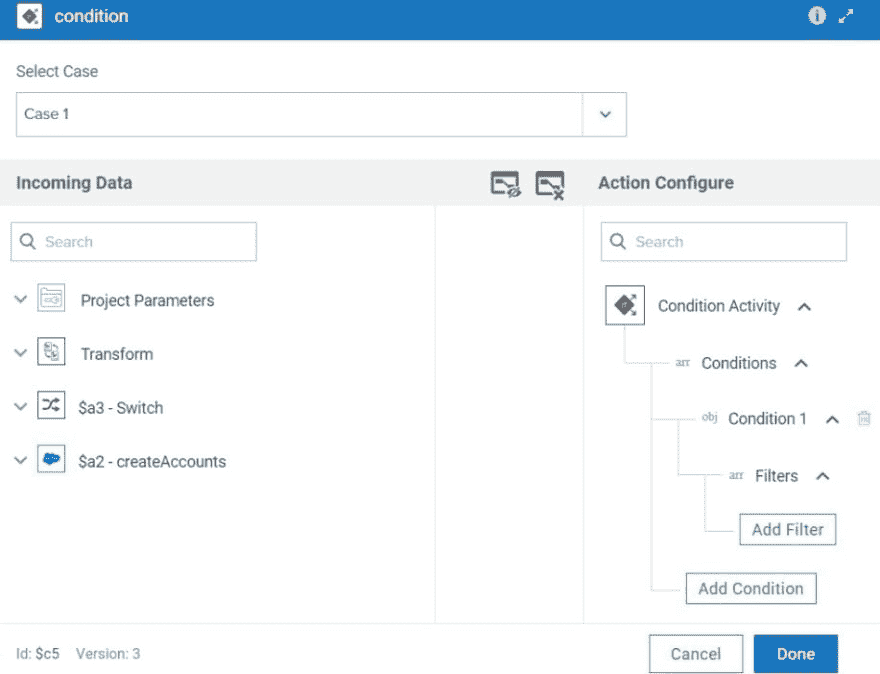 condition
Select Case
Case 1
Incoming Data
Action Configure
Search
Search
Project Parameters
Condition Activity
Transform
arr Conditions
$a3 - Switch
obj Condition 1
$a2 - createAccounts
arr Filters
Add Filter
Add Condition
Id: $c5 Version: 3
Cancel
Done